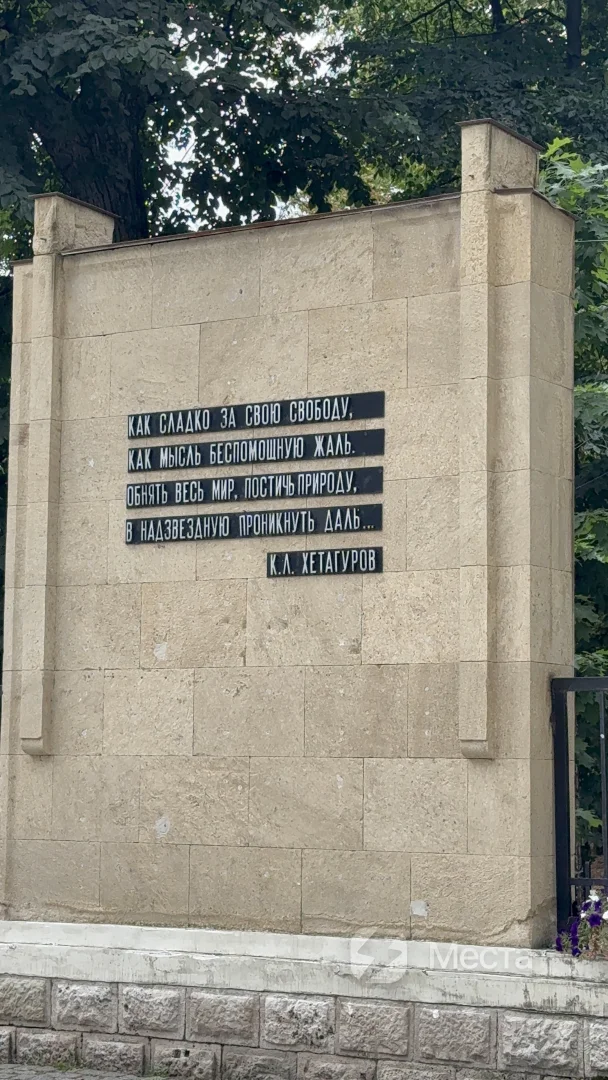 КАК СЛАДКО ЗА СВОЮ СВОБОДУ,
КАК МЫСЛЬ БЕСПОМОЩНУЮ ЖАЛЬ.
ОБНЯТЬ ВЕСЬ МИР, ПОСТИЧЬ ПРИРОДУ,
В НАДЗВЕЗДНУЮ ПРОНИКНУТЬ ДАЛЬ...
К.Л. ХЕТАГУРОВ
Места